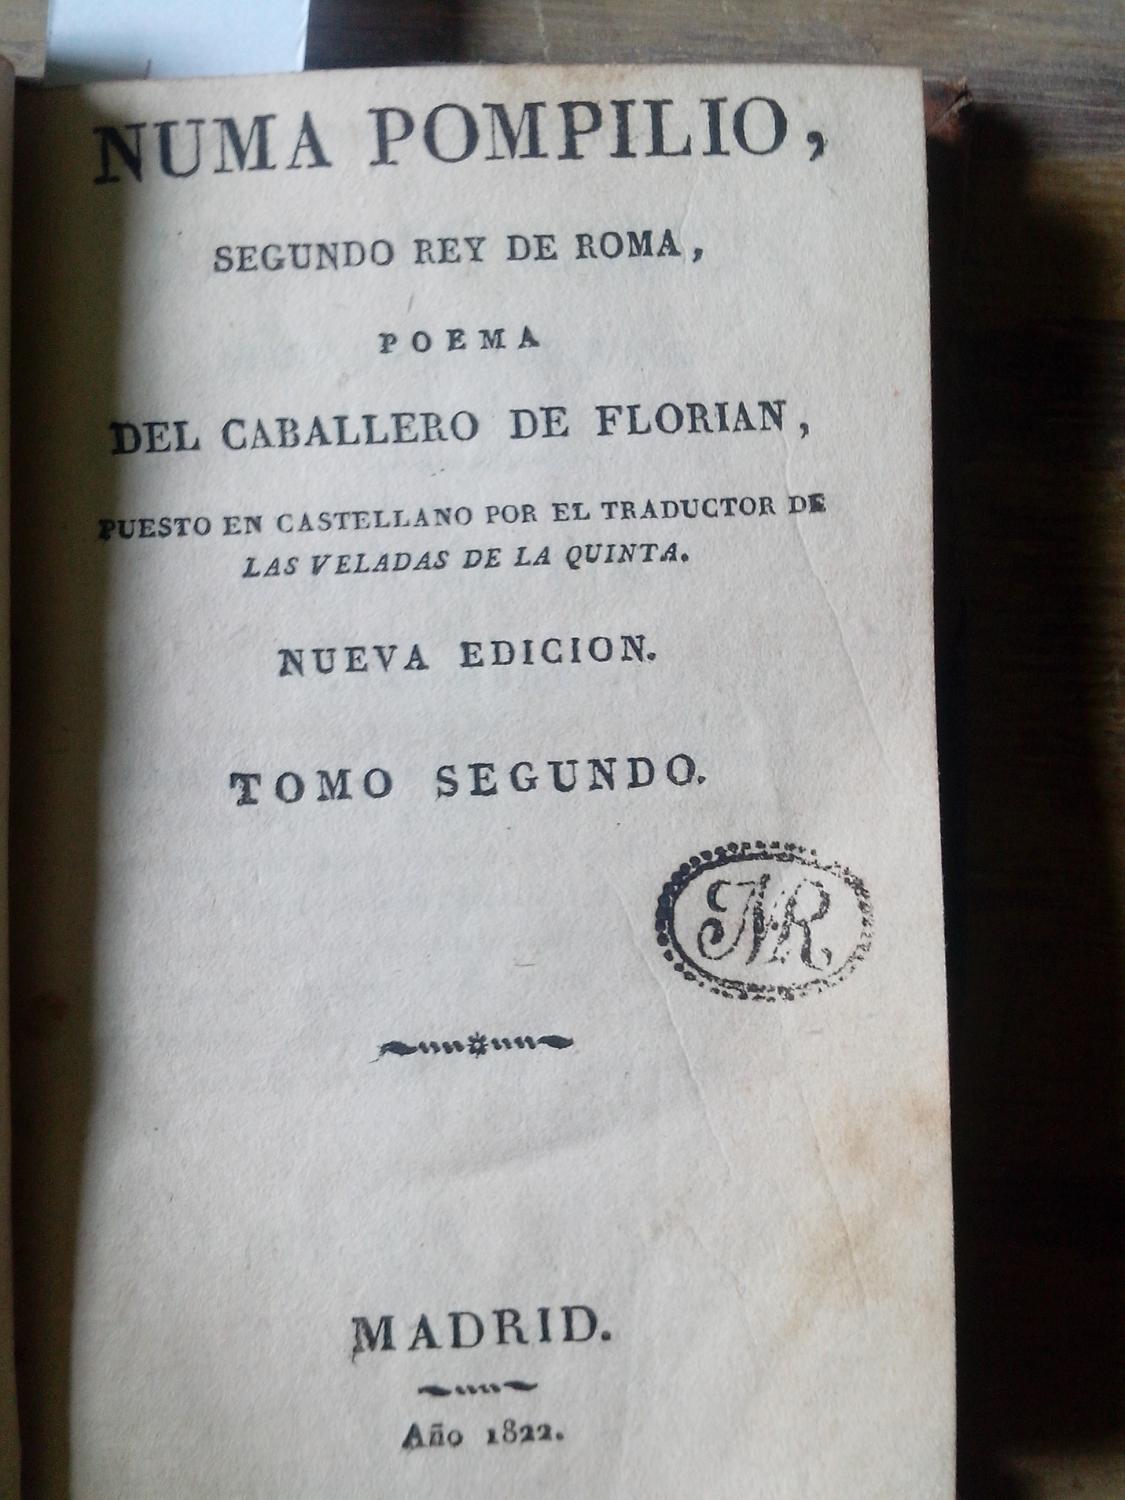 NUMA POMPILIO,
SEGUNDO REY DE ROMA,
POEMA
DEL CABALLERO DE FLORIAN,
PUESTO EN CASTELLANO POR EL TRADUCTOR DE
LAS VELADAS DE LA QUINTA.
NUEVA EDICION.
TOMO SEGUNDO.
NR
MADRID.
Año 1822.